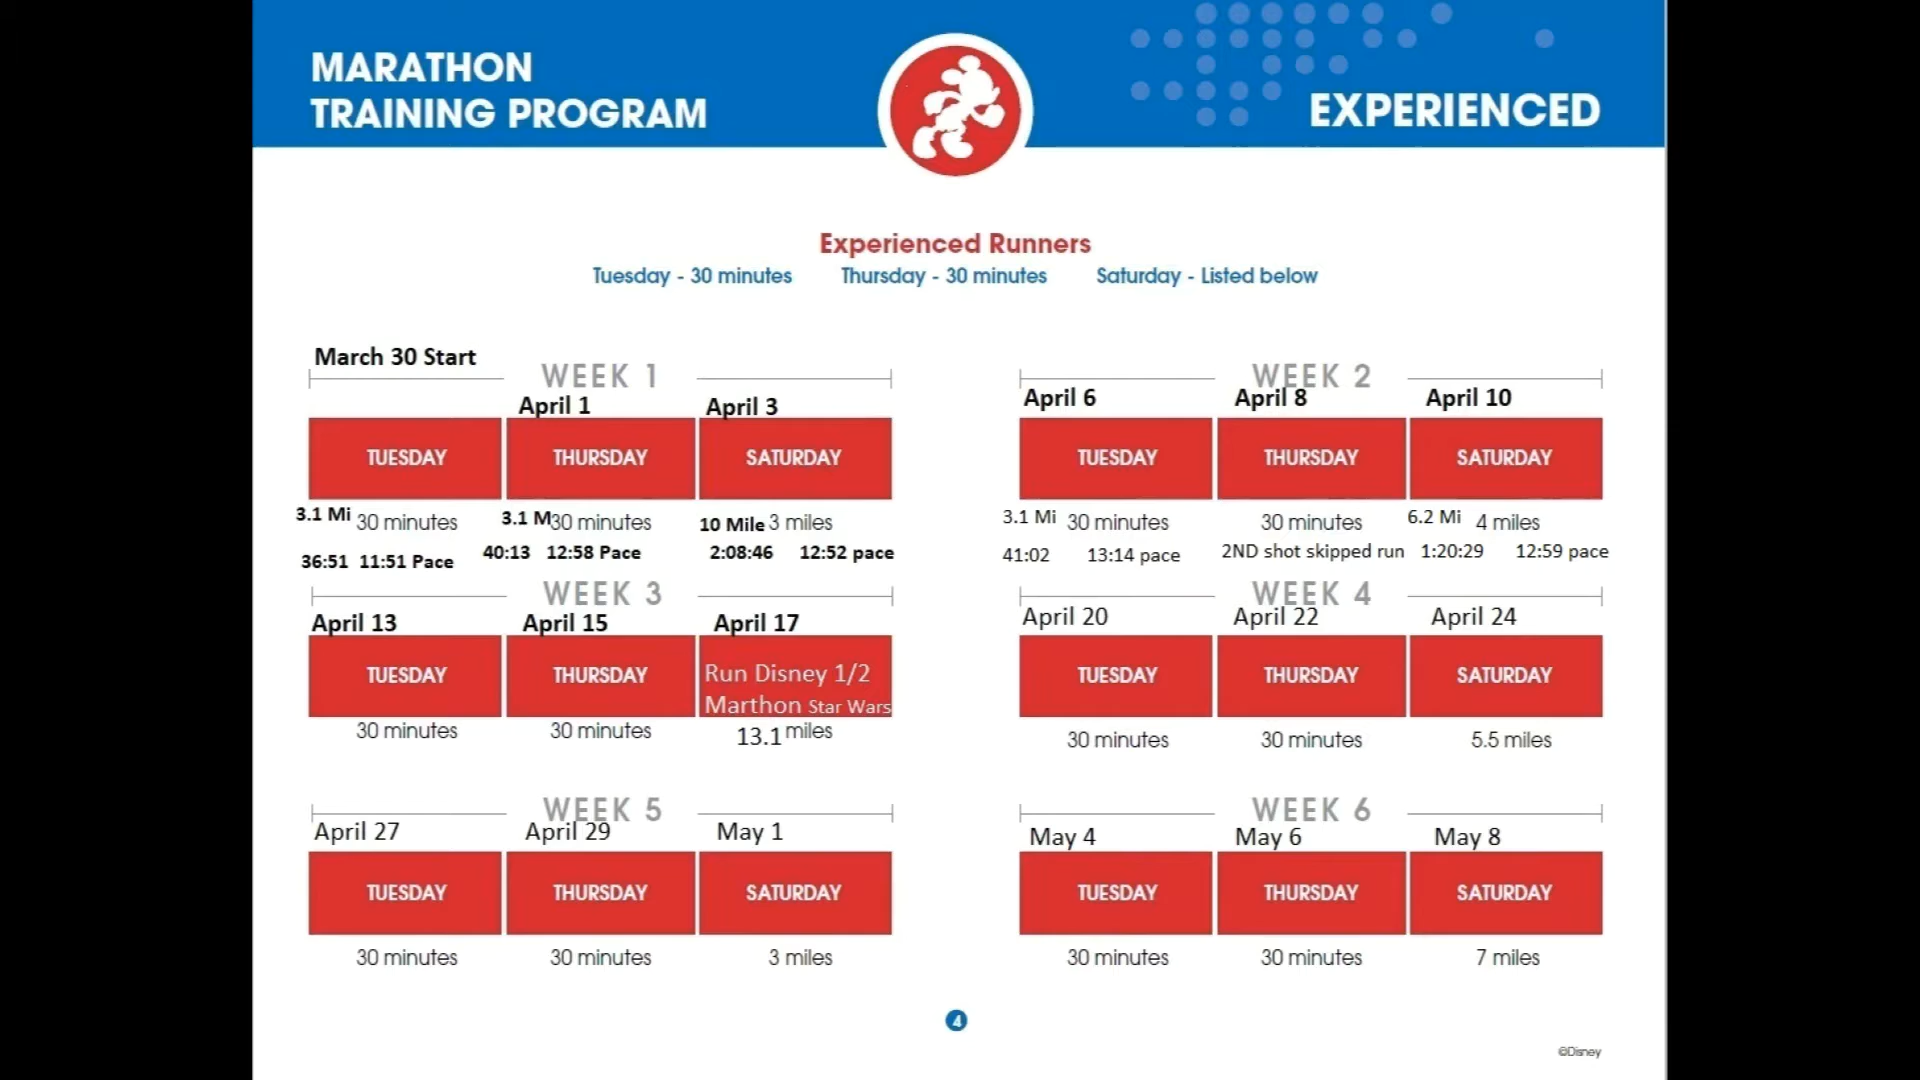 MARATHON
TRAINING PROGRAM
EXPERIENCED
Experienced Runners
Tuesday - 30 minutes Thursday - 30 minutes Saturday - Listed below
March 30 Start
WEEK 1
April 1 April 3
TUESDAY THURSDAY SATURDAY
3.1 Mi 30 minutes 3.1 M 30 minutes 10 Mile 3 miles
36:51 11:51 Pace 40:13 12:58 Pace 2:08:46 12:52 pace
WEEK 2
April 6 April 8 April 10
TUESDAY THURSDAY SATURDAY
3.1 Mi 30 minutes 30 minutes 6.2 Mi 4 miles
41:02 13:14 pace 2ND shot skipped run 1:20:29 12:59 pace
WEEK 3
April 13 April 15 April 17
TUESDAY THURSDAY Run Disney 1/2
Marthon Star Wars
30 minutes 30 minutes 13.1 miles
WEEK 4
April 20 April 22 April 24
TUESDAY THURSDAY SATURDAY
30 minutes 30 minutes 5.5 miles
WEEK 5
April 27 April 29 May 1
TUESDAY THURSDAY SATURDAY
30 minutes 30 minutes 3 miles
WEEK 6
May 4 May 6 May 8
TUESDAY THURSDAY SATURDAY
30 minutes 30 minutes 7 miles
4
©Disney